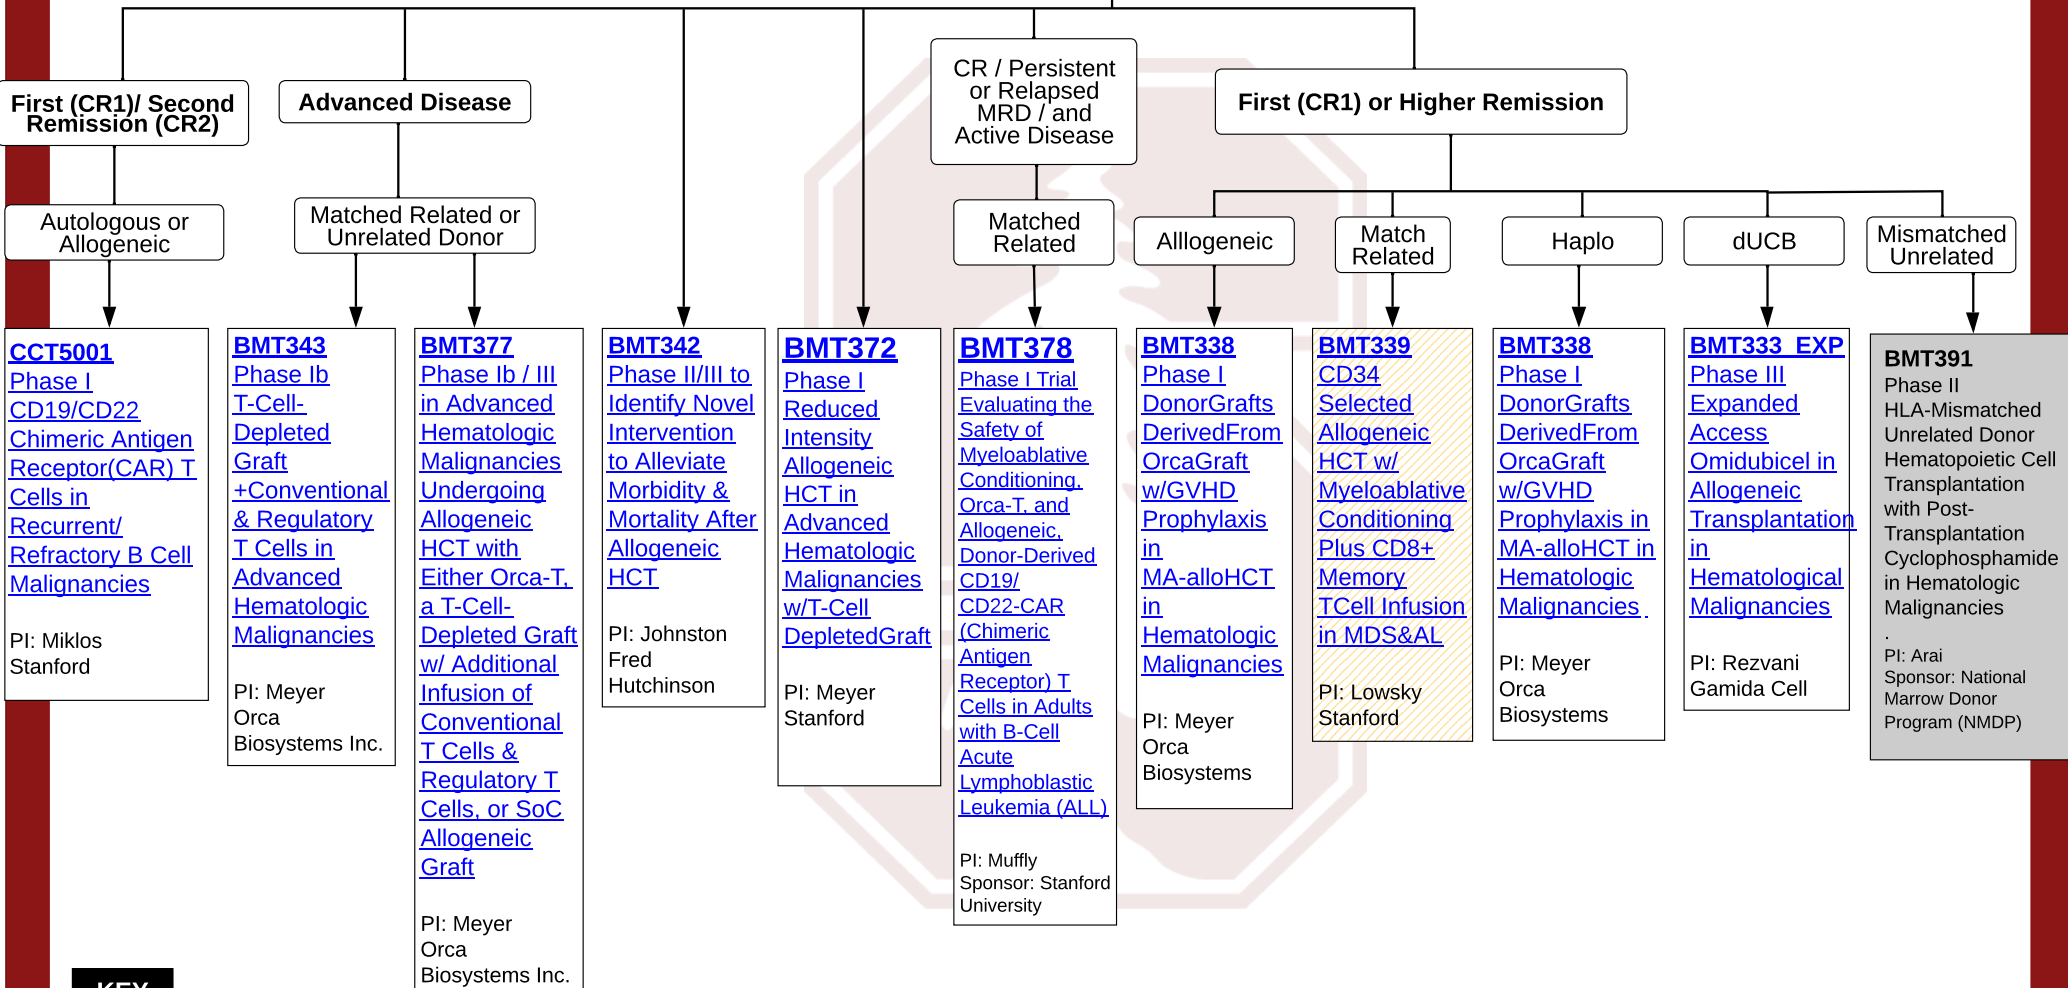 First (CR1)/ Second
Remission (CR2)
Advanced Disease
CR / Persistent
or Relapsed
MRD / and
Active Disease
First (CR1) or Higher Remission
Autologous or
Allogeneic
Matched Related or
Unrelated Donor
Matched
Related
Alllogeneic
Match
Related
Haplo
dUCB
Mismatched
Unrelated
CCT5001
Phase I
CD19/CD22
Chimeric Antigen
Receptor(CAR) T
Cells in
Recurrent/
Refractory B Cell
Malignancies
PI: Miklos
Stanford
BMT343
Phase Ib
T-Cell-
Depleted
Graft
+Conventional
& Regulatory
T Cells in
Advanced
Hematologic
Malignancies
PI: Meyer
Orca
Biosystems Inc.
BMT377
Phase Ib / III
in Advanced
Hematologic
Malignancies
Undergoing
Allogeneic
HCT with
Either Orca-T,
a T-Cell-
Depleted Graft
w/ Additional
Infusion of
Conventional
T Cells &
Regulatory T
Cells, or SoC
Allogeneic
Graft
PI: Meyer
Orca
Biosystems Inc.
BMT342
Phase II/III to
Identify Novel
Intervention
to Alleviate
Morbidity &
Mortality After
Allogeneic
HCT
PI: Johnston
Fred
Hutchinson
BMT372
Phase I
Reduced
Intensity
Allogeneic
HCT in
Advanced
Hematologic
Malignancies
w/T-Cell
DepletedGraft
PI: Meyer
Stanford
BMT378
Phase I Trial
Evaluating the
Safety of
Myeloablative
Conditioning,
Orca-T, and
Allogeneic,
Donor-Derived
CD19/
CD22-CAR
(Chimeric
Antigen
Receptor) T
Cells in Adults
with B-Cell
Acute
Lymphoblastic
Leukemia (ALL)
PI: Muffly
Sponsor: Stanford
University
BMT338
Phase I
DonorGrafts
DerivedFrom
OrcaGraft
w/GVHD
Prophylaxis
in
MA-alloHCT
in
Hematologic
Malignancies
PI: Meyer
Orca
Biosystems
BMT339
CD34
Selected
Allogeneic
HCT w/
Myeloablative
Conditioning
Plus CD8+
Memory
TCell Infusion
in MDS&AL
PI: Lowsky
Stanford
BMT338
Phase I
DonorGrafts
DerivedFrom
OrcaGraft
w/GVHD
Prophylaxis in
MA-alloHCT in
Hematologic
Malignancies .
PI: Meyer
Orca
Biosystems
BMT333_EXP
Phase III
Expanded
Access
Omidubicel in
Allogeneic
Transplantation
in
Hematological
Malignancies
PI: Rezvani
Gamida Cell
BMT391
Phase II
HLA-Mismatched
Unrelated Donor
Hematopoietic Cell
Transplantation
with Post-
Transplantation
Cyclophosphamide
in Hematologic
Malignancies
.
PI: Arai
Sponsor: National
Marrow Donor
Program (NMDP)
KEY